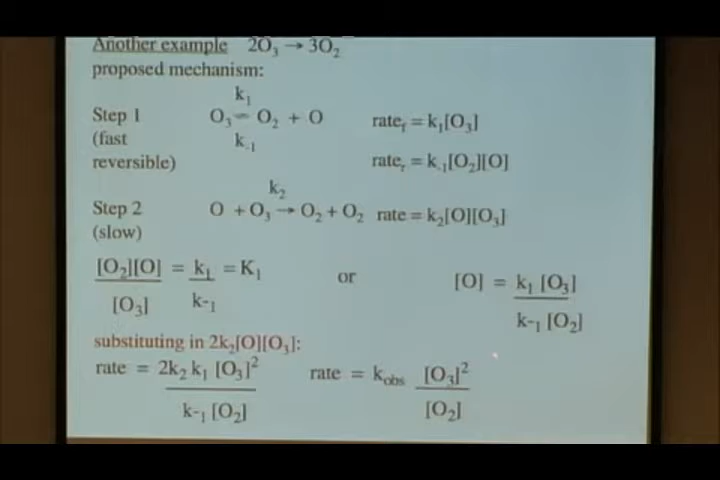 Another example 2O₃ → 3O₂
proposed mechanism:
k₁
Step 1 O₃ ⇌ O₂ + O rate_f = k₁[O₃]
(fast k₋₁
reversible) rate_r = k₋₁[O₂][O]
k₂
Step 2 O + O₃ → O₂ + O₂ rate = k₂[O][O₃]
(slow)
[O₂][O] = k₁ = K₁ or [O] = k₁ [O₃]
[O₃] k-₁ k-₁ [O₂]
substituting in 2k₂[O][O₃]:
rate = 2k₂ k₁ [O₃]² rate = k_obs [O₃]²
k-₁ [O₂] [O₂]